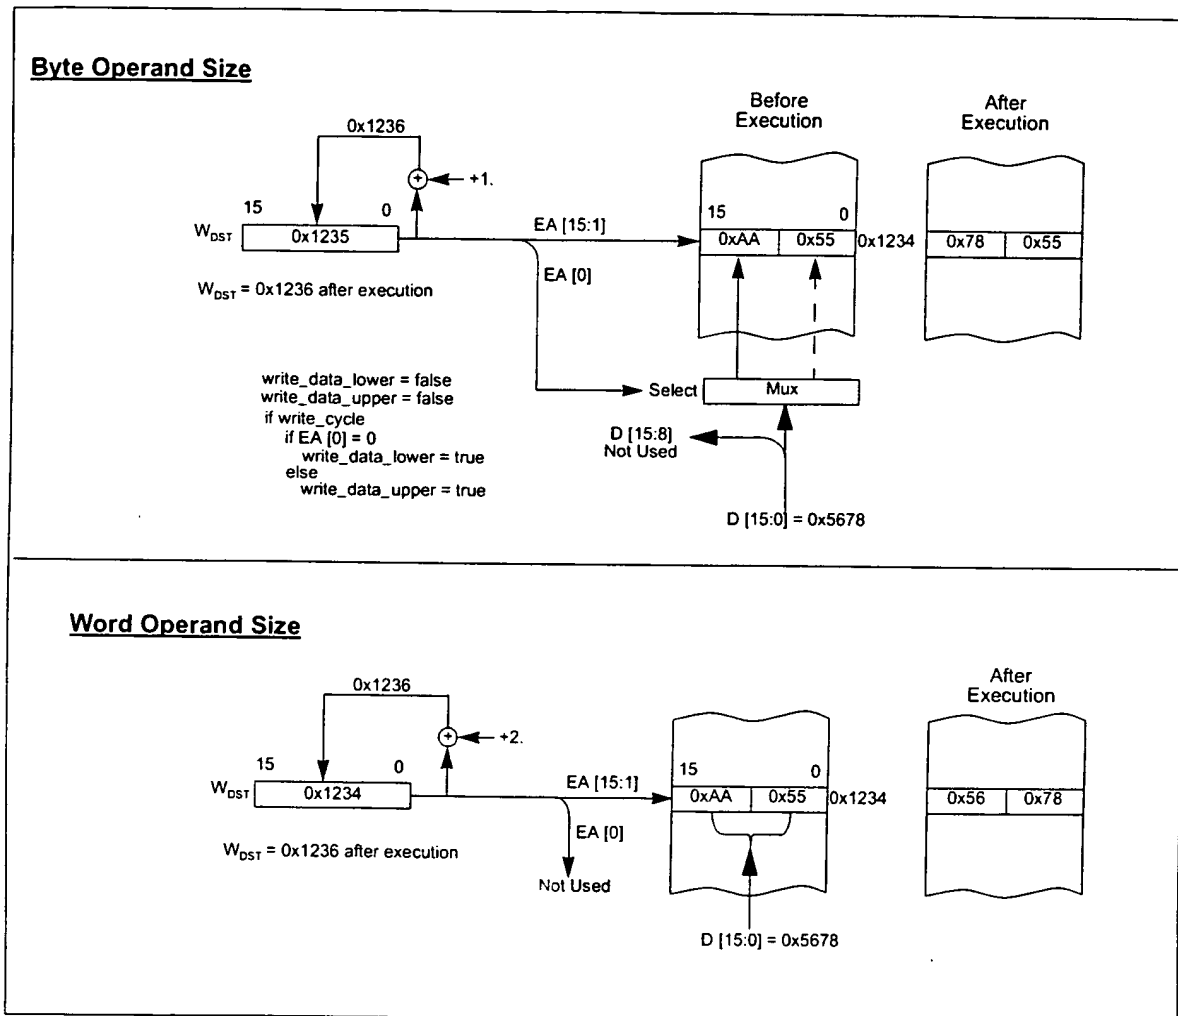 Byte Operand Size
Before
Execution
After
Execution
0x1236
+1.
15 0
W_DST 0x1235
EA [15:1]
EA [0]
15 0
0xAA 0x55 0x1234
0x78 0x55
W_DST = 0x1236 after execution
write_data_lower = false
write_data_upper = false
if write_cycle
if EA [0] = 0
write_data_lower = true
else
write_data_upper = true
Select Mux
D [15:8]
Not Used
D [15:0] = 0x5678
Word Operand Size
After
Execution
0x1236
+2.
15 0
W_DST 0x1234
EA [15:1]
EA [0]
Not Used
15 0
0xAA 0x55 0x1234
0x56 0x78
W_DST = 0x1236 after execution
D [15:0] = 0x5678